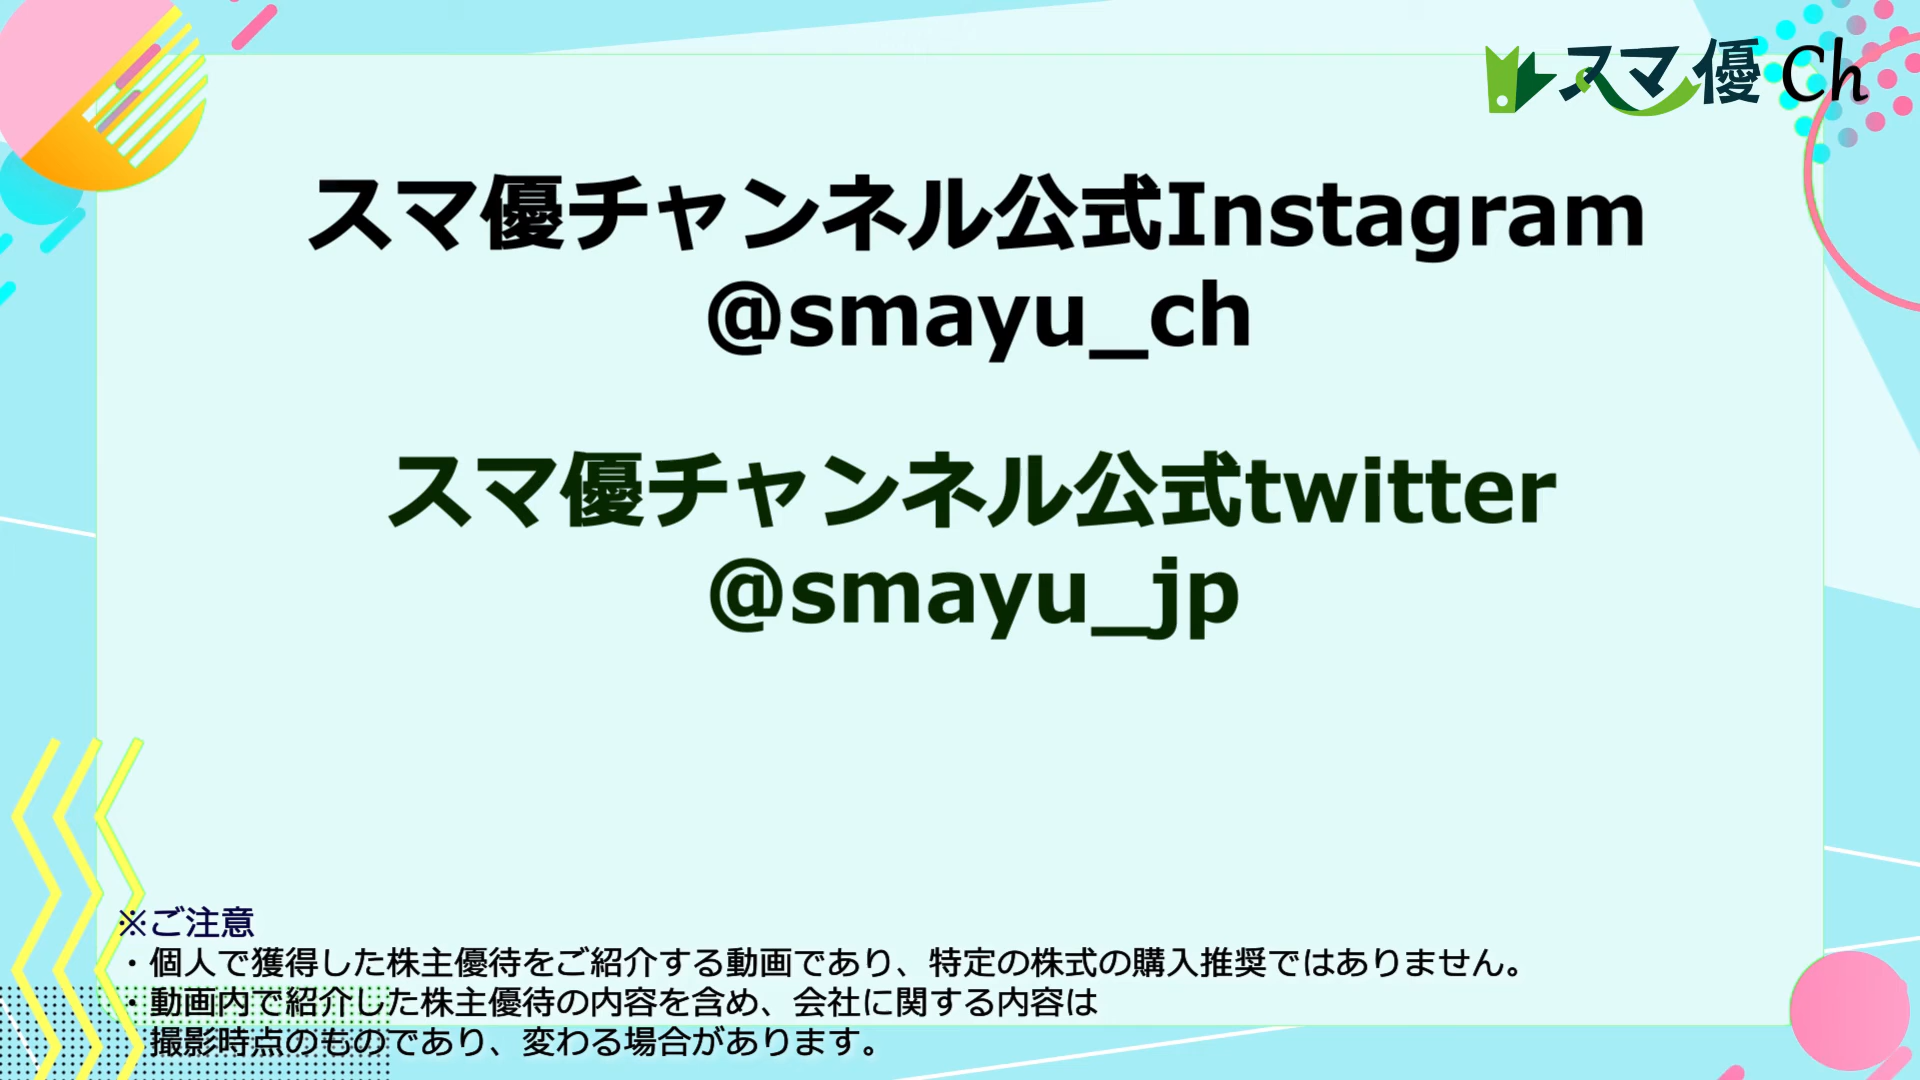 スマ優 Ch
スマ優チャンネル公式Instagram
@smayu_ch
スマ優チャンネル公式twitter
@smayu_jp
※ご注意
・個人で獲得した株主優待をご紹介する動画であり、特定の株式の購入推奨ではありません。
・動画内で紹介した株主優待の内容を含め、会社に関する内容は
撮影時点のものであり、変わる場合があります。